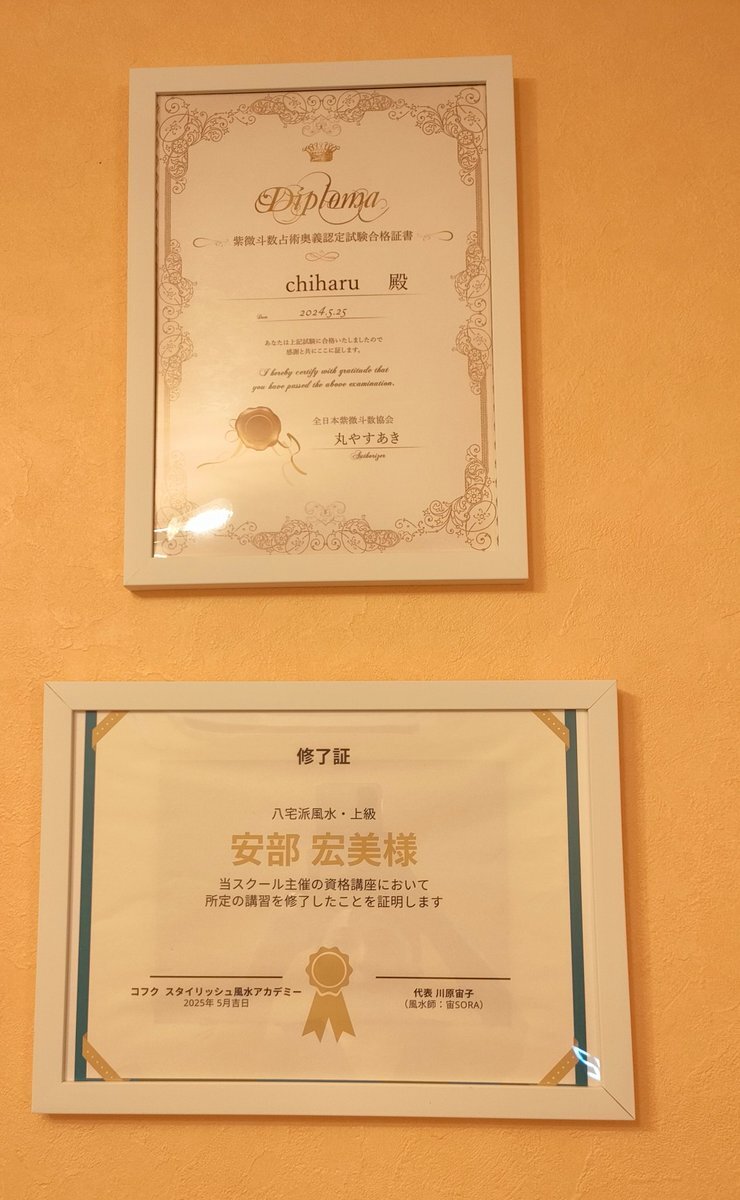 Diploma
紫微斗数占術奥義認定試験合格証書
chiharu 殿
Date 2024.5.25
あなたは上記試験に合格いたしましたので
感謝と共にここに証します。
I hereby certify with gratitude that
you have passed the above examination.
全日本紫微斗数協会
丸やすあき
Authorizer
修了証
八宅派風水・上級
安部 宏美様
当スクール主催の資格講座において
所定の講習を修了したことを証明します
コフク スタイリッシュ風水アカデミー
2025年 5月吉日
代表 川原宙子
（風水師：宙SORA）